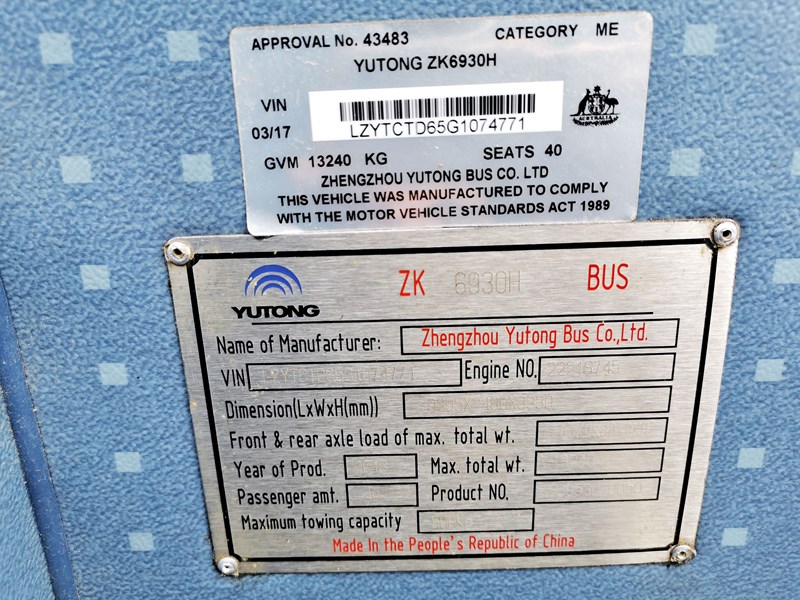 APPROVAL No. 43483 CATEGORY ME
YUTONG ZK6930H
VIN
03/17 LZYTCTD65G1074771
AUSTRALIA
GVM 13240 KG SEATS 40
ZHENGZHOU YUTONG BUS CO. LTD
THIS VEHICLE WAS MANUFACTURED TO COMPLY
WITH THE MOTOR VEHICLE STANDARDS ACT 1989
YUTONG ZK 6930H BUS
Name of Manufacturer: Zhengzhou Yutong Bus Co.,Ltd.
VIN Engine NO.
Dimension(LxWxH(mm))
Front & rear axle load of max. total wt.
Year of Prod. Max. total wt.
Passenger amt. Product NO.
Maximum towing capacity
Made In the People's Republic of China